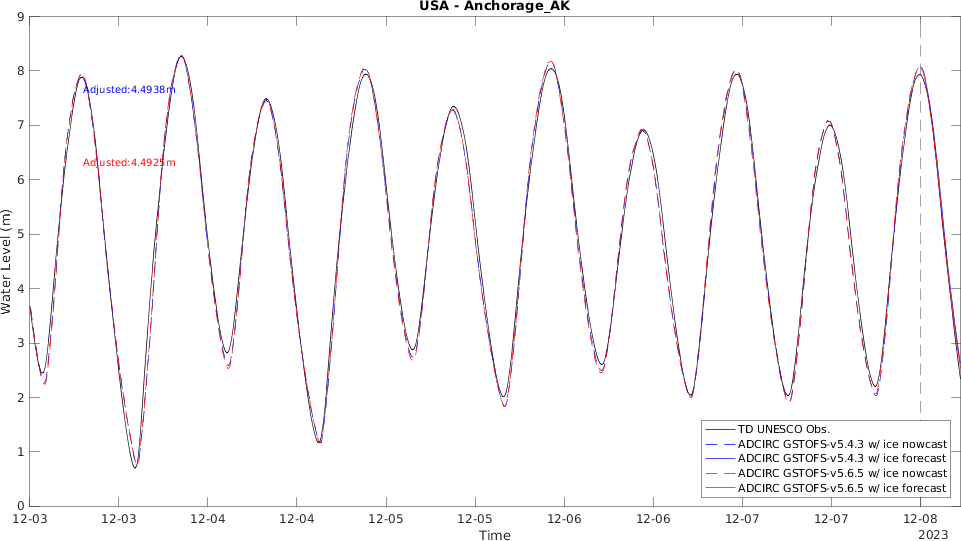 USA - Anchorage_AK
9
8
7
6
5
4
3
2
1
0
Water Level (m)
Adjusted:4.4938m
Adjusted:4.4925m
TD UNESCO Obs.
ADCIRC GSTOFS-v5.4.3 w/ ice nowcast
ADCIRC GSTOFS-v5.4.3 w/ ice forecast
ADCIRC GSTOFS-v5.6.5 w/ ice nowcast
ADCIRC GSTOFS-v5.6.5 w/ ice forecast
12-03 12-03 12-04 12-04 12-05 12-05 12-06 12-06 12-07 12-07 12-08
Time
2023